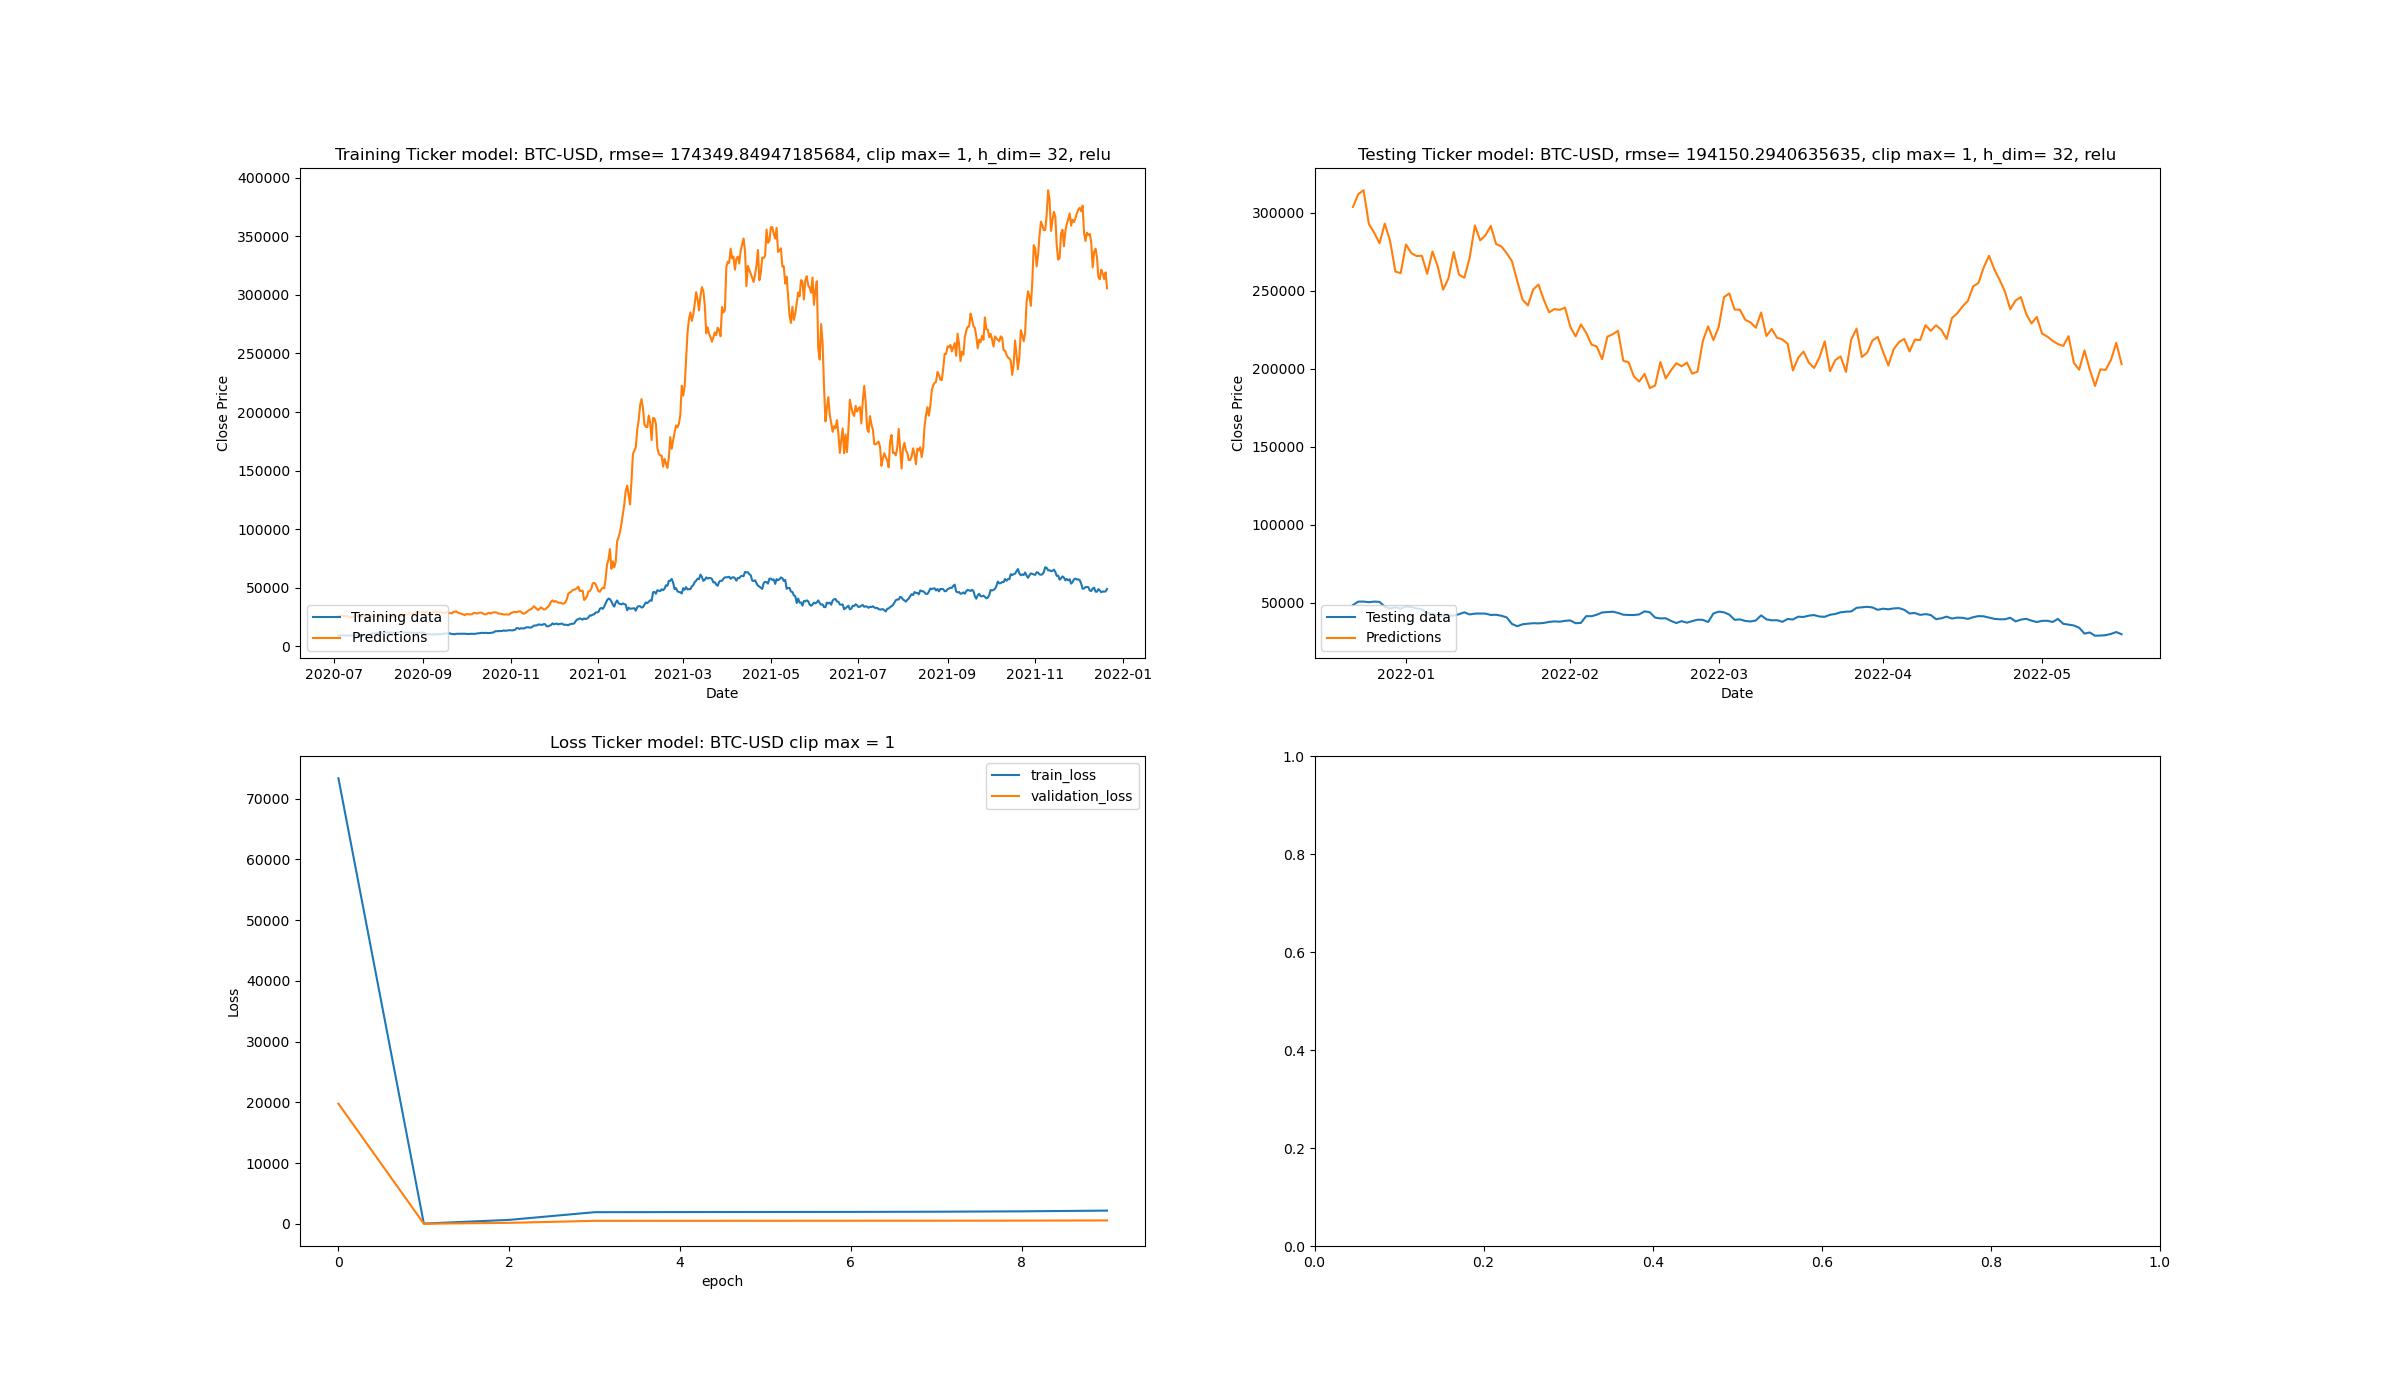 Training Ticker model: BTC-USD, rmse= 174349.84947185684, clip max= 1, h_dim= 32, relu
400000
350000
300000
250000
200000
150000
100000
50000
0
Close Price
Training data
Predictions
2020-07 2020-09 2020-11 2021-01 2021-03 2021-05 2021-07 2021-09 2021-11 2022-01
Date
Testing Ticker model: BTC-USD, rmse= 194150.2940635635, clip max= 1, h_dim= 32, relu
300000
250000
200000
150000
100000
50000
Close Price
Testing data
Predictions
2022-01 2022-02 2022-03 2022-04 2022-05
Date
Loss Ticker model: BTC-USD clip max = 1
train_loss
validation_loss
70000
60000
50000
40000
30000
20000
10000
0
Loss
0 2 4 6 8
epoch
1.0
0.8
0.6
0.4
0.2
0.0
0.0 0.2 0.4 0.6 0.8 1.0